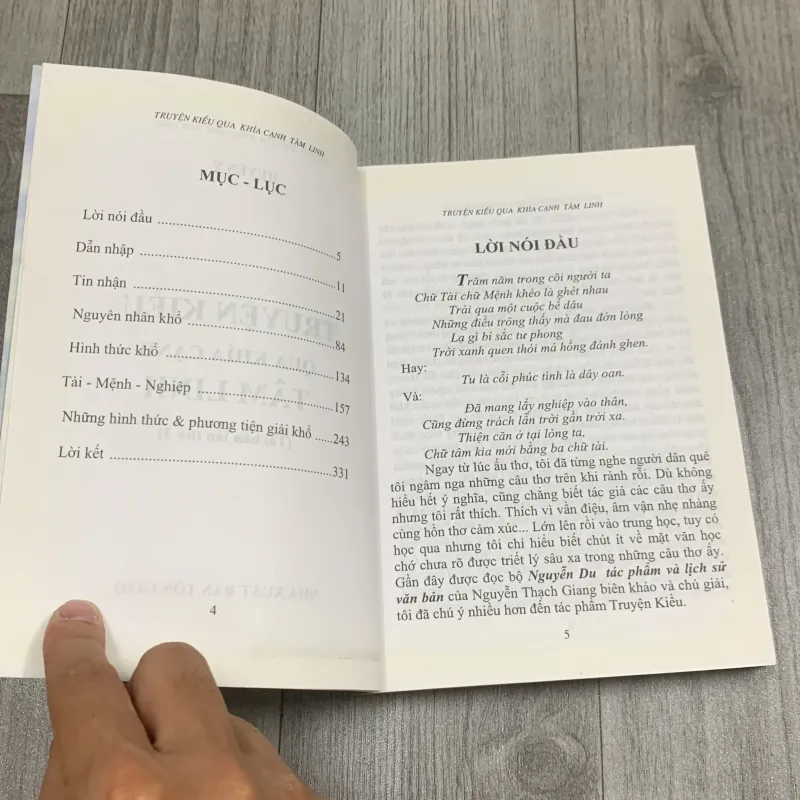 TRUYỆN KIỀU QUA KHÍA CẠNH TÂM LINH
MỤC - LỤC
Lời nói đầu ........................................ 5
Dẫn nhập ........................................ 11
Tin nhận ........................................ 21
Nguyên nhân khổ ................................ 84
Hình thức khổ .................................. 134
Tài - Mệnh - Nghiệp ............................ 157
Những hình thức & phương tiện giải khổ ..... 243
Lời kết ........................................ 331
4
TRUYỆN KIỀU QUA KHÍA CẠNH TÂM LINH
LỜI NÓI ĐẦU
Trăm năm trong cõi người ta
Chữ Tài chữ Mệnh khéo là ghét nhau
Trải qua một cuộc bể dâu
Những điều trông thấy mà đau đớn lòng
Lạ gì bỉ sắc tư phong
Trời xanh quen thói má hồng đánh ghen.
Hay:
Tu là cỗi phúc tình là dây oan.
Và:
Đã mang lấy nghiệp vào thân,
Cũng đừng trách lẫn trời gần trời xa.
Thiện căn ở tại lòng ta,
Chữ tâm kia mới bằng ba chữ tài.
Ngay từ lúc ấu thơ, tôi đã từng nghe người dân quê
tôi ngâm nga những câu thơ trên khi rảnh rỗi. Dù không
hiểu hết ý nghĩa, cũng chẳng biết tác giả các câu thơ ấy
nhưng tôi rất thích. Thích vì vần điệu, âm vận nhẹ nhàng
cùng hồn thơ cảm xúc... Lớn lên rồi vào trung học, tuy có
học qua nhưng tôi chỉ hiểu biết chút ít về mặt văn học
chớ chưa rõ được triết lý sâu xa trong những câu thơ ấy.
Gần đây được đọc bộ Nguyễn Du tác phẩm và lịch sử
văn bản của Nguyễn Thạch Giang biên khảo và chú giải,
tôi đã chú ý nhiều hơn đến tác phẩm Truyện Kiều.
5